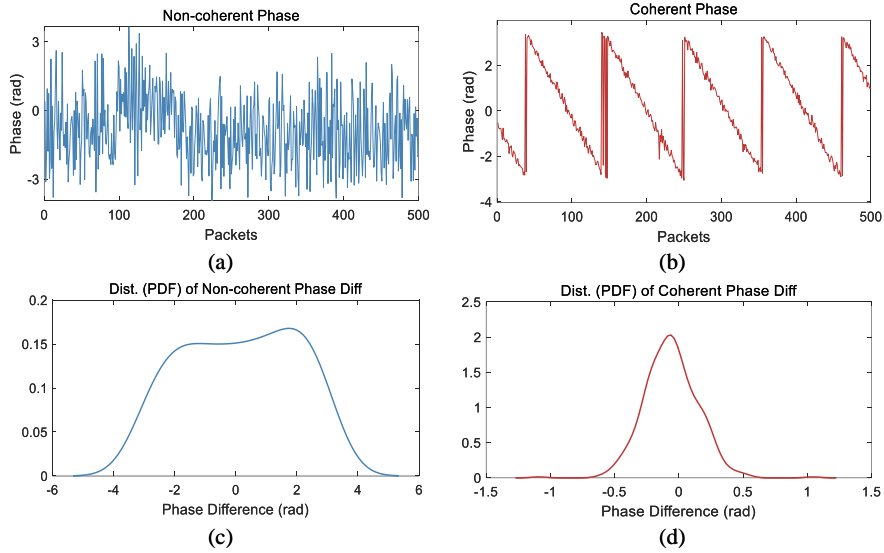 Non-coherent Phase
3
0
-3
Phase (rad)
0 100 200 300 400 500
Packets
(a)
Coherent Phase
2
0
-2
-4
Phase (rad)
0 100 200 300 400 500
Packets
(b)
Dist. (PDF) of Non-coherent Phase Diff
0.2
0.15
0.1
0.05
0
-6 -4 -2 0 2 4 6
Phase Difference (rad)
(c)
Dist. (PDF) of Coherent Phase Diff
2.5
2
1.5
1
0.5
0
-1.5 -1 -0.5 0 0.5 1 1.5
Phase Difference (rad)
(d)